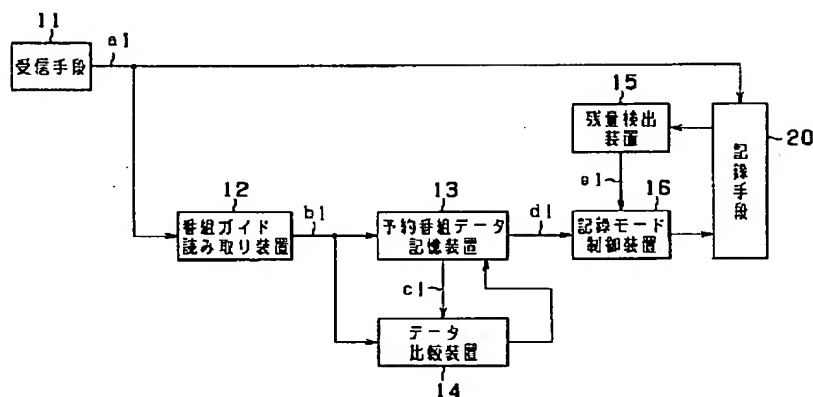 11
受信手段
a1
15
残量検出
装置
20
記録手段
12
番組ガイド
読み取り装置
b1
13
予約番組データ
記憶装置
d1
e1
16
記録モード
制御装置
c1
データ
比較装置
14